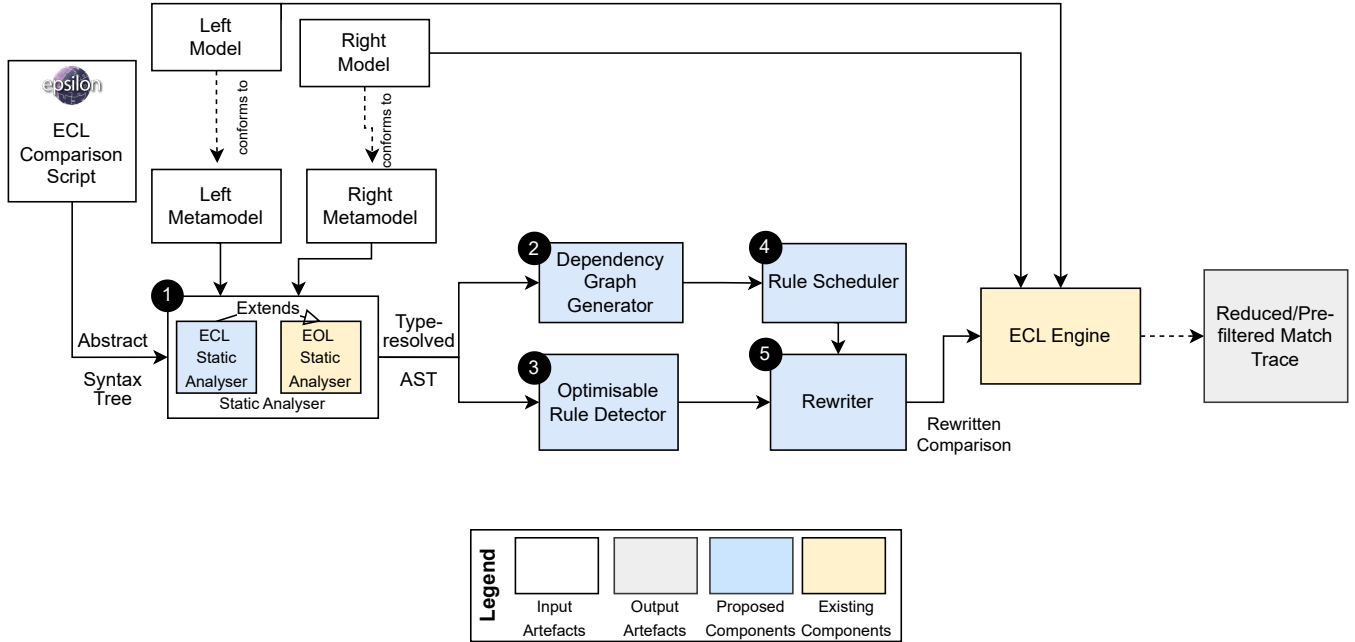 Left
Model
Right
Model
epsilon
ECL
Comparison
Script
conforms to
conforms to
Left
Metamodel
Right
Metamodel
1
Extends
ECL
Static
Analyser
EOL
Static
Analyser
Static Analyser
Abstract
Syntax
Tree
Type-
resolved
AST
2
Dependency
Graph
Generator
3
Optimisable
Rule Detector
4
Rule Scheduler
5
Rewriter
Rewritten
Comparison
ECL Engine
Reduced/Pre-
filtered Match
Trace
Legend
Input
Artefacts
Output
Artefacts
Proposed
Components
Existing
Components